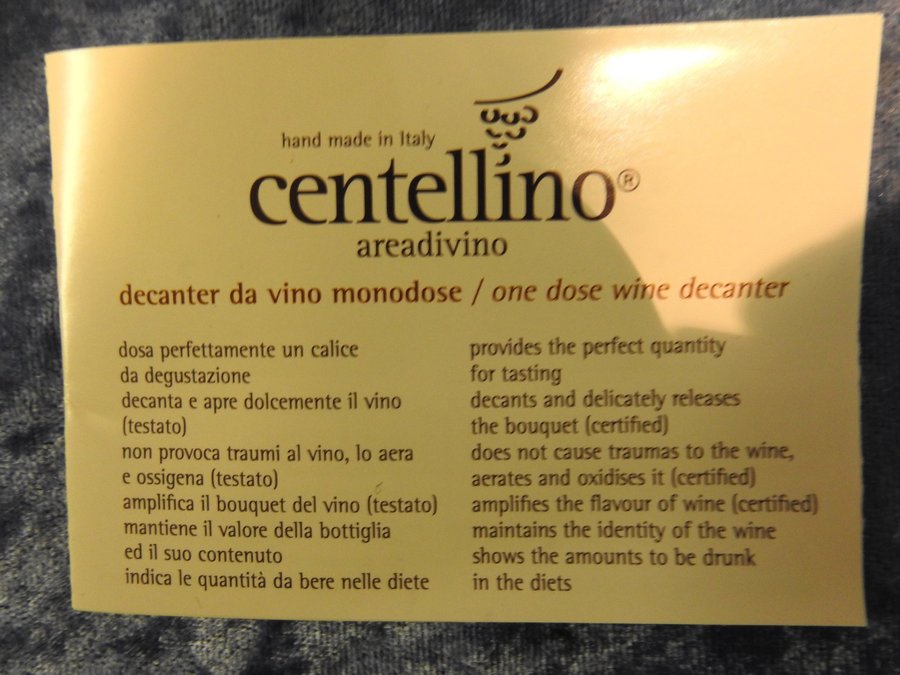 hand made in Italy
centellino®
areadivino
decanter da vino monodose / one dose wine decanter
dosa perfettamente un calice
da degustazione
decanta e apre dolcemente il vino
(testato)
non provoca traumi al vino, lo aera
e ossigena (testato)
amplifica il bouquet del vino (testato)
mantiene il valore della bottiglia
ed il suo contenuto
indica le quantità da bere nelle diete
provides the perfect quantity
for tasting
decants and delicately releases
the bouquet (certified)
does not cause traumas to the wine,
aerates and oxidises it (certified)
amplifies the flavour of wine (certified)
maintains the identity of the wine
shows the amounts to be drunk
in the diets